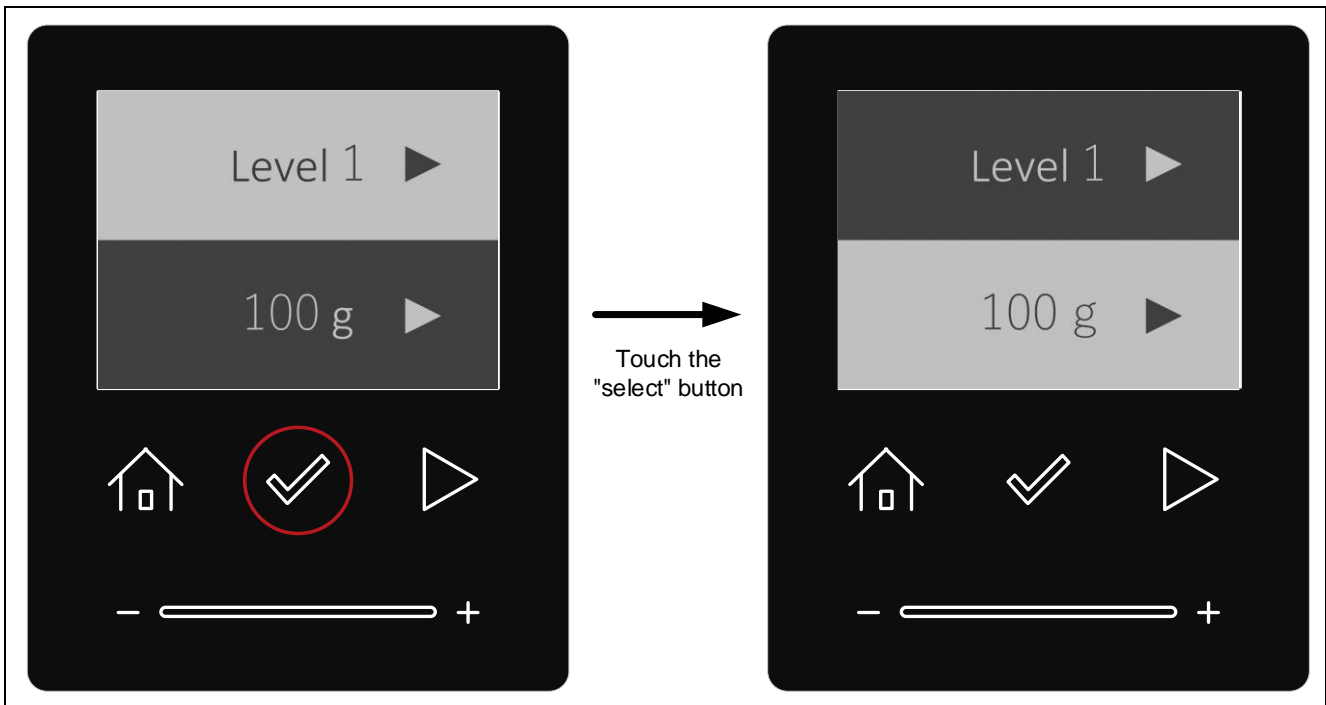 Level 1
100 g
- +
Touch the
"select" button
Level 1
100 g
- +